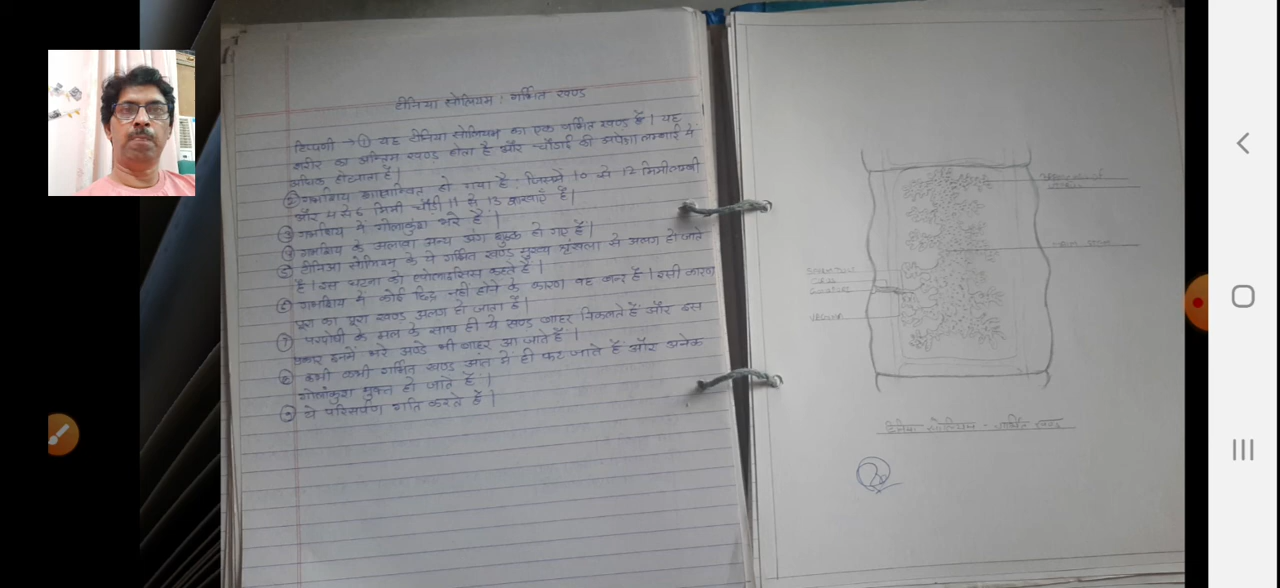 टीनिया सोलियम : गर्भित खण्ड
टिप्पणी → ① यह टीनिया सोलियम का एक गर्भित खण्ड है। यह
शरीर का अन्तिम खण्ड होता है और चौड़ाई की अपेक्षा लम्बाई में
अधिक होजाता है।
② गर्भाशय शाखान्वित हो गया है, जिसमें 10 से 12 मिमी लम्बी
और 4 से 6 मिमी चौड़ी 11 से 13 शाखाएँ हैं।
③ गर्भाशय में गोलाकुंश भरे हैं।
④ गर्भाशय के अलावा अन्य अंग शुष्क हो गए हैं।
⑤ टीनिआ सोलियम के ये गर्भित खण्ड मुख्य शृंखला से अलग हो जाते
हैं। इस घटना को कहते हैं।
⑥ गर्भाशय में कोई छिद्र नहीं होने के कारण वह बन्द है। इसी कारण
पूरा का पूरा खण्ड अलग हो जाता है।
⑦ परपोषी के मल के साथ ही ये खण्ड बाहर निकलते हैं और इस
प्रकार इनमें भरे अण्डे भी बाहर आ जाते हैं।
⑧ कभी कभी गर्भित खण्ड आंत में ही फट जाते हैं और अनेक
गोलांकुश मुक्त हो जाते हैं।
⑨ ये परिसर्पण गति करते हैं।
VAGINA
टिनिया सोलियम - गर्भित खण्ड